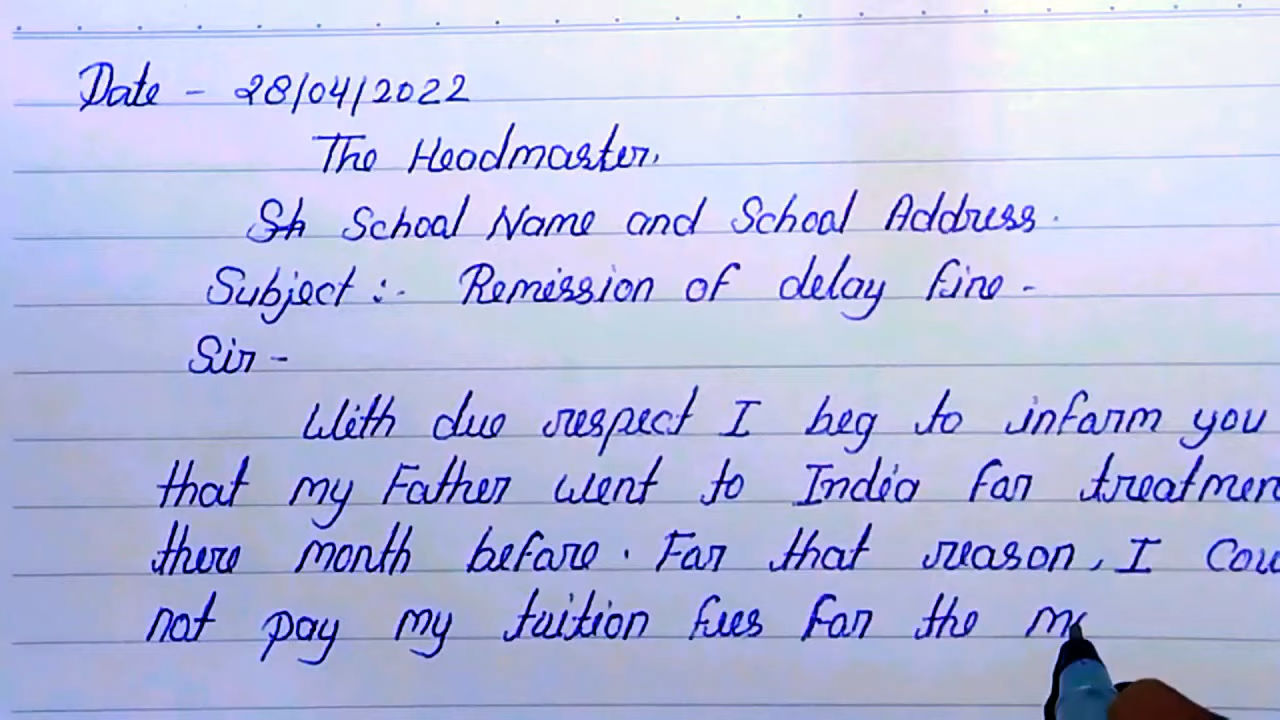 Date - 28/04/2022
The Headmaster,
Sh School Name and School Address.
Subject :- Remission of delay fine -
Sir -
With due respect I beg to inform you
that my Father went to India for treatmen
there month before. For that reason, I Cou
not pay my tuition fees for the m